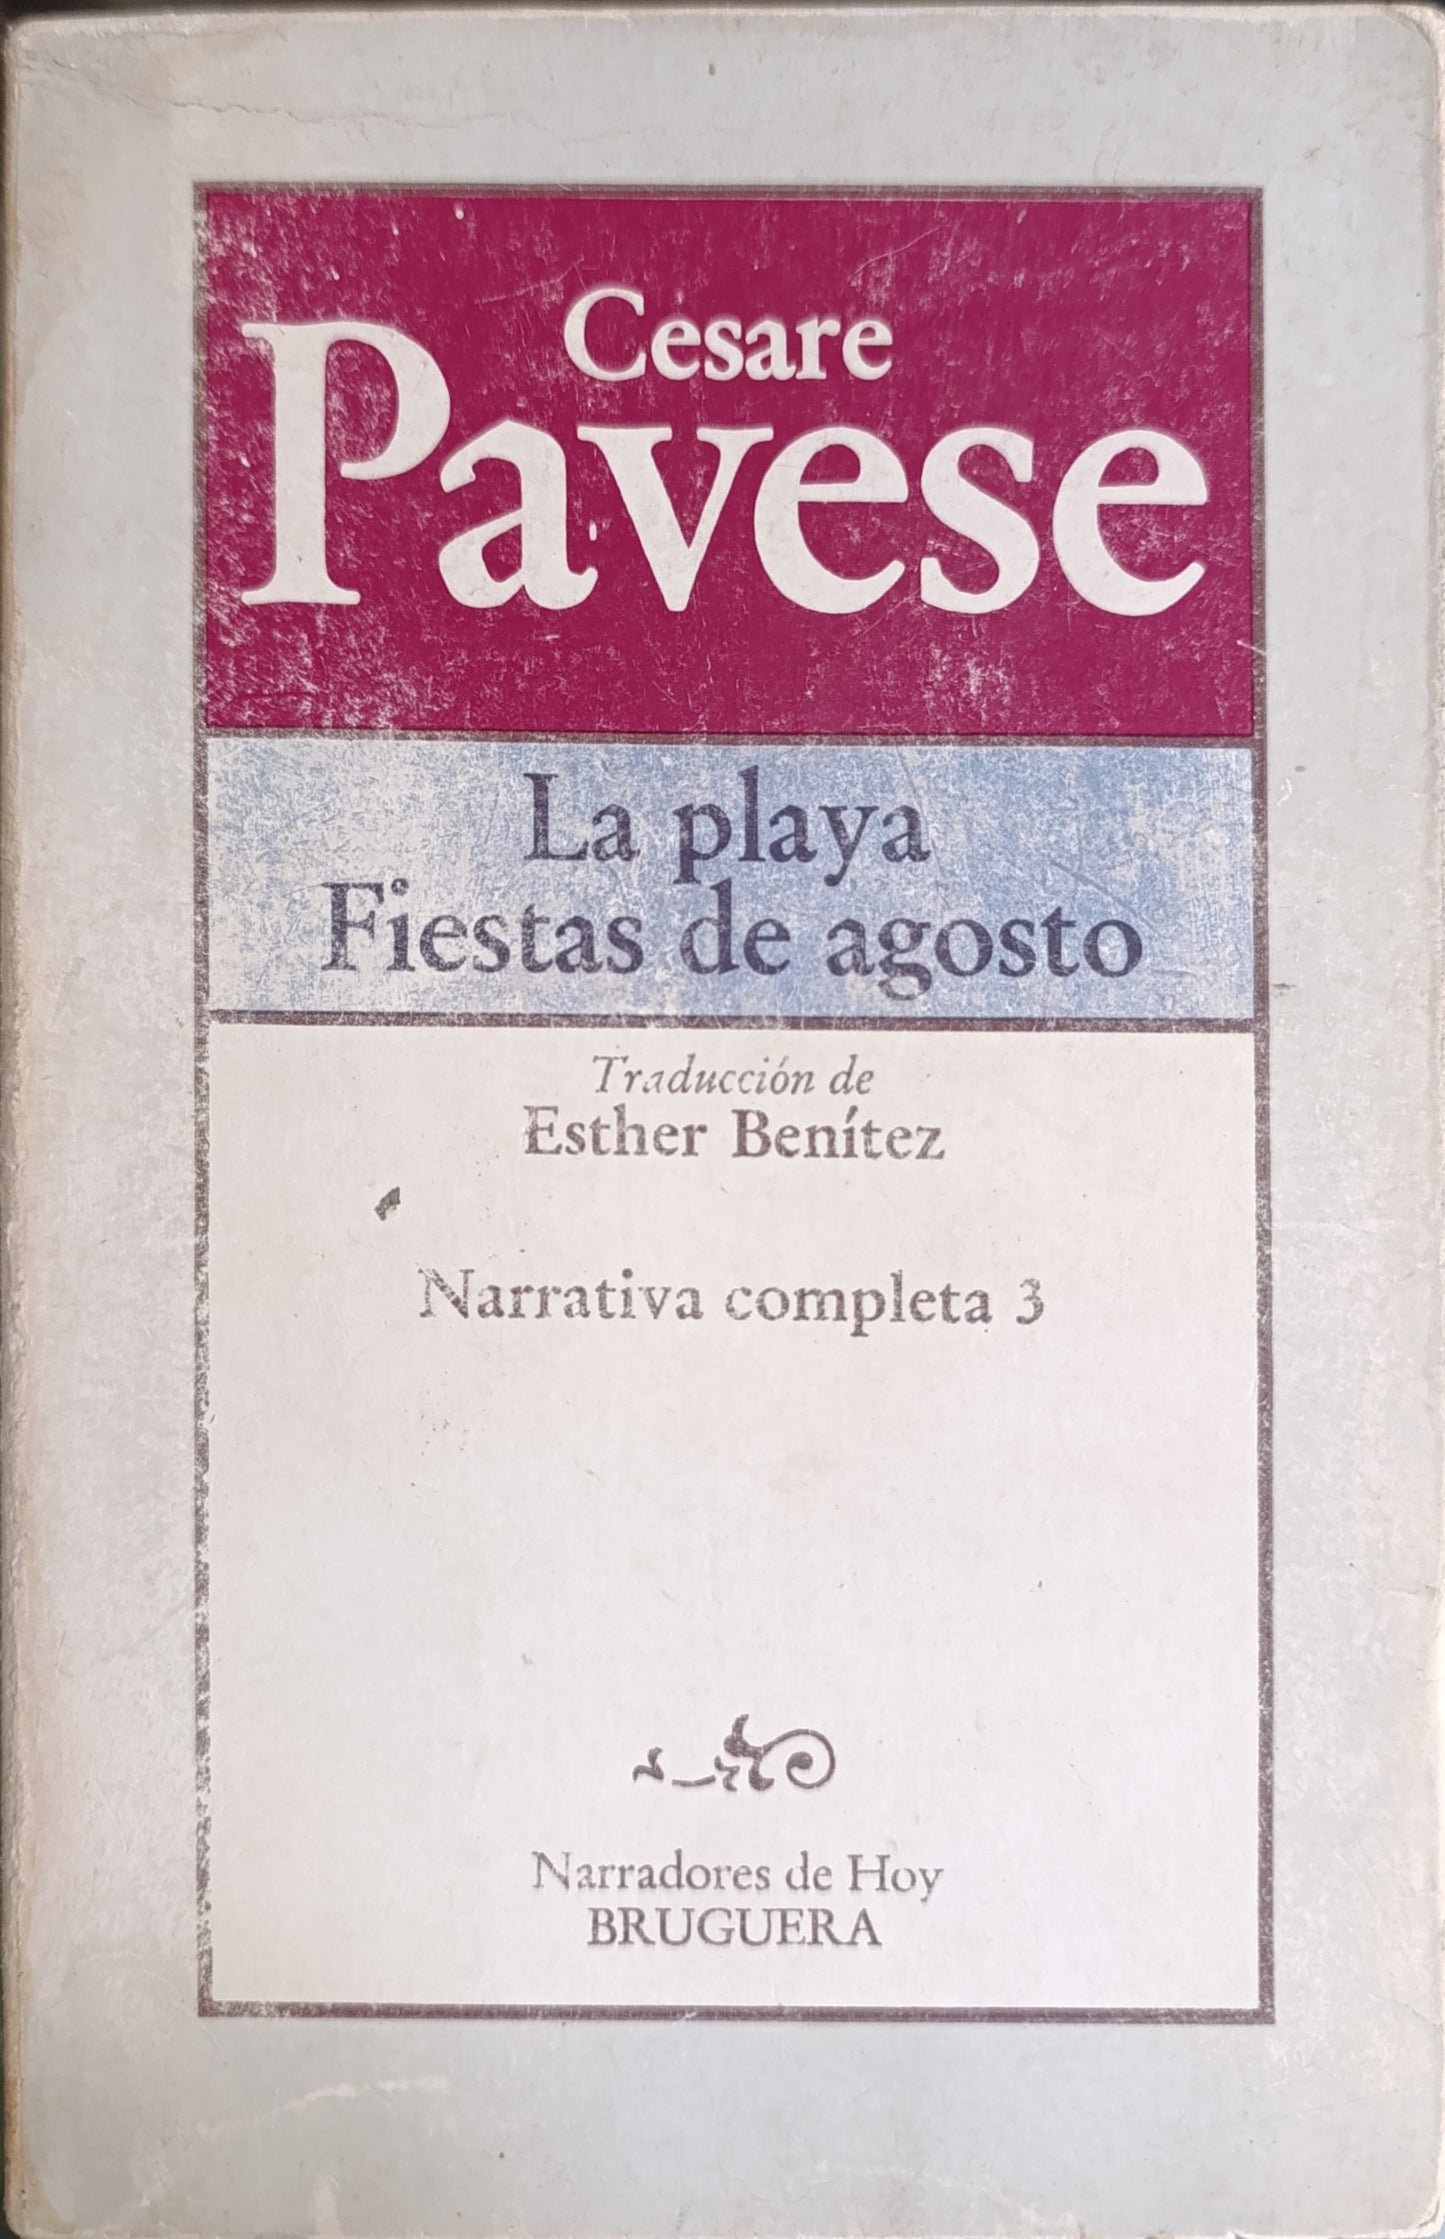 Cesare
Pavese
La playa
Fiestas de agosto
Traducción de
Esther Benítez
Narrativa completa 3
Narradores de Hoy
BRUGUERA